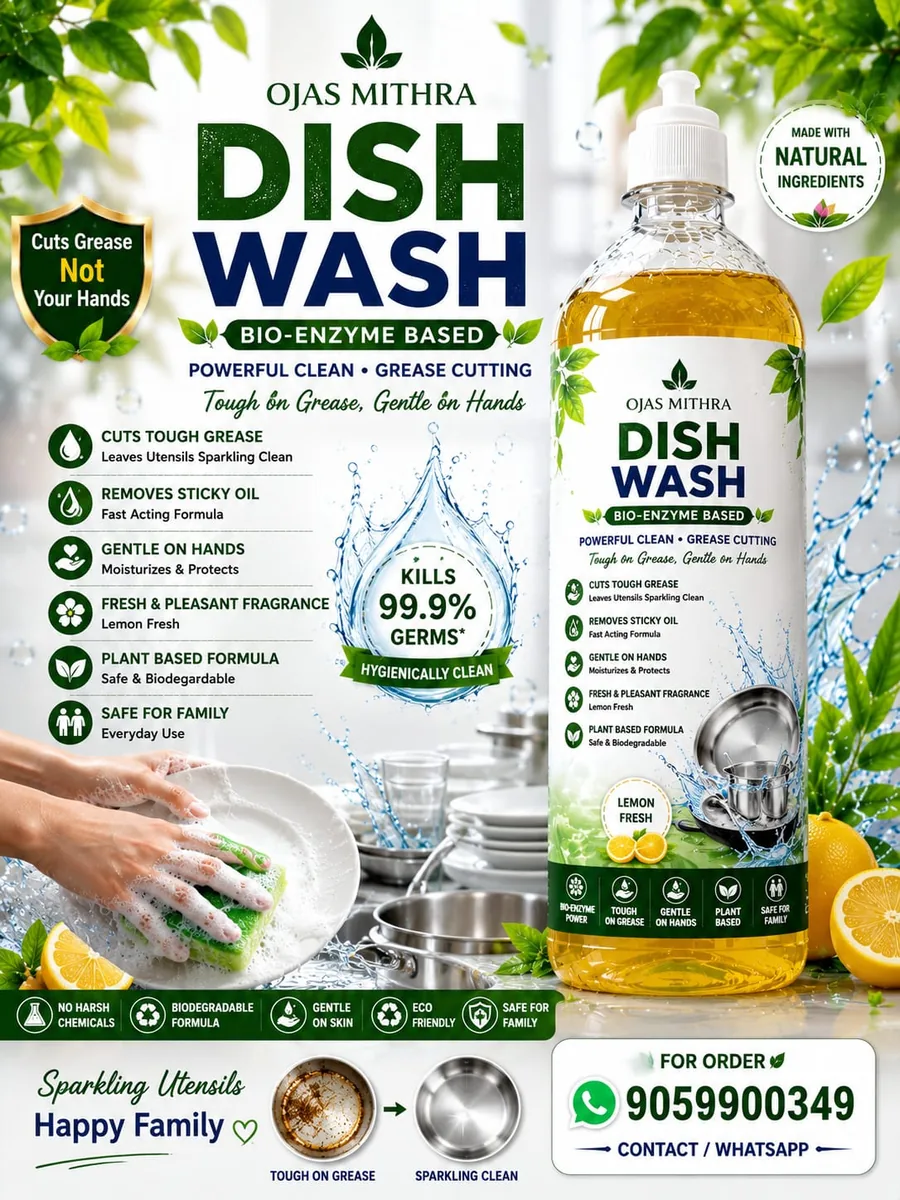 OJAS MITHRA
DISH
WASH
BIO-ENZYME BASED
POWERFUL CLEAN • GREASE CUTTING
Tough on Grease, Gentle on Hands
Cuts Grease
Not
Your Hands
MADE WITH
NATURAL
INGREDIENTS
CUTS TOUGH GREASE
Leaves Utensils Sparkling Clean
REMOVES STICKY OIL
Fast Acting Formula
GENTLE ON HANDS
Moisturizes & Protects
FRESH & PLEASANT FRAGRANCE
Lemon Fresh
PLANT BASED FORMULA
Safe & Biodegardable
SAFE FOR FAMILY
Everyday Use
KILLS
99.9%
GERMS*
HYGIENICALLY CLEAN
OJAS MITHRA
DISH
WASH
BIO-ENZYME BASED
POWERFUL CLEAN • GREASE CUTTING
Tough on Grease, Gentle on Hands
CUTS TOUGH GREASE
Leaves Utensils Sparkling Clean
REMOVES STICKY OIL
Fast Acting Formula
GENTLE ON HANDS
Moisturizes & Protects
FRESH & PLEASANT FRAGRANCE
Lemon Fresh
PLANT BASED FORMULA
Safe & Biodegradable
LEMON
FRESH
BIO-ENZYME
POWER
TOUGH
ON GREASE
GENTLE
ON HANDS
PLANT
BASED
SAFE FOR
FAMILY
NO HARSH
CHEMICALS
BIODEGRADABLE
FORMULA
GENTLE
ON SKIN
ECO
FRIENDLY
SAFE FOR
FAMILY
Sparkling Utensils
Happy Family
TOUGH ON GREASE
SPARKLING CLEAN
FOR ORDER
9059900349
CONTACT / WHATSAPP